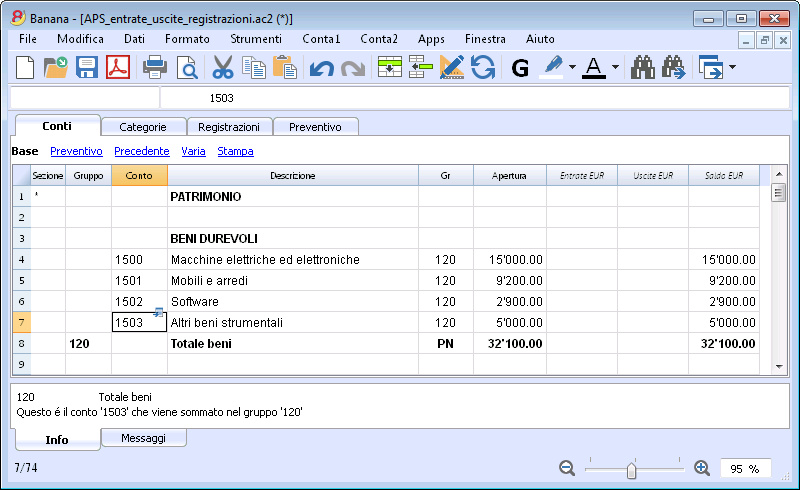 Banana - [APS_entrate_uscite_registrazioni.ac2 (*)]
File Modifica Dati Formato Strumenti Conta1 Conta2 Apps Finestra Aiuto
G A
1503
Conti Categorie Registrazioni Preventivo
Base Preventivo Precedente Varia Stampa
Sezione Gruppo Conto Descrizione Gr Apertura Entrate EUR Uscite EUR Saldo EUR
1 * PATRIMONIO
2
3 BENI DUREVOLI
4 1500 Macchine elettriche ed elettroniche 120 15'000.00 15'000.00
5 1501 Mobili e arredi 120 9'200.00 9'200.00
6 1502 Software 120 2'900.00 2'900.00
7 1503 Altri beni strumentali 120 5'000.00 5'000.00
8 120 Totale beni PN 32'100.00 32'100.00
9
120 Totale beni
Questo é il conto '1503' che viene sommato nel gruppo '120'
Info Messaggi
7/74 95 %